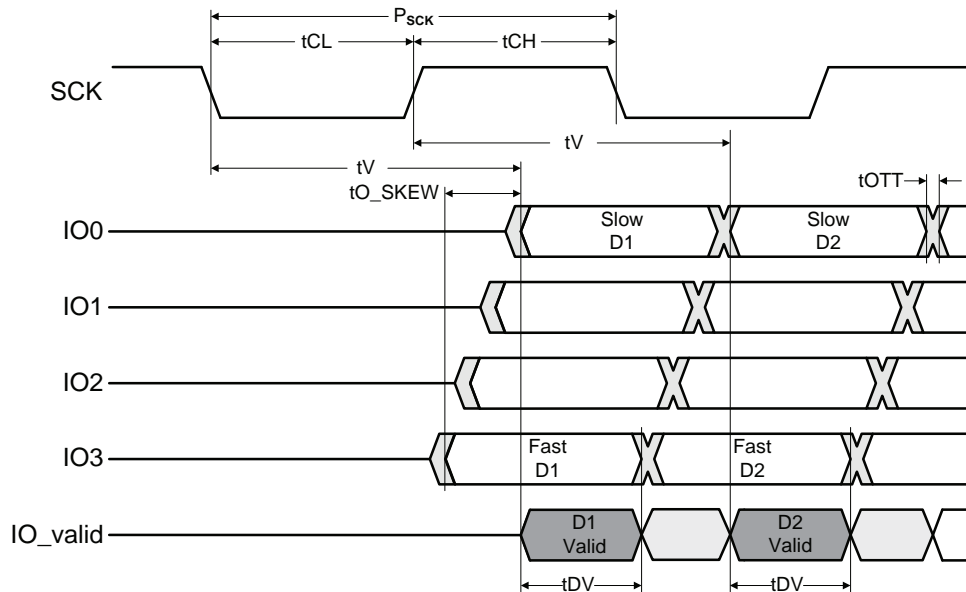 PSCK
tCL
tCH
SCK
tV
tV
tO_SKEW
tOTT
IO0
Slow
D1
Slow
D2
IO1
IO2
IO3
Fast
D1
Fast
D2
IO_valid
D1
Valid
D2
Valid
tDV
tDV